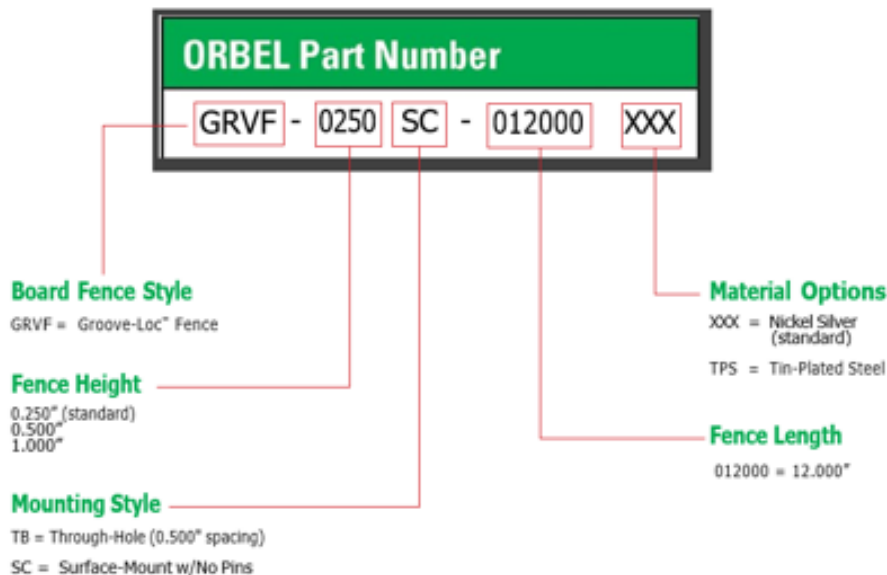 ORBEL Part Number
GRVF - 0250 SC - 012000 XXX
Board Fence Style
GRVF = Groove-Loc™ Fence
Fence Height
0.250" (standard)
0.500"
1.000"
Mounting Style
TB = Through-Hole (0.500" spacing)
SC = Surface-Mount w/No Pins
Material Options
XXX = Nickel Silver
(standard)
TPS = Tin-Plated Steel
Fence Length
012000 = 12.000"